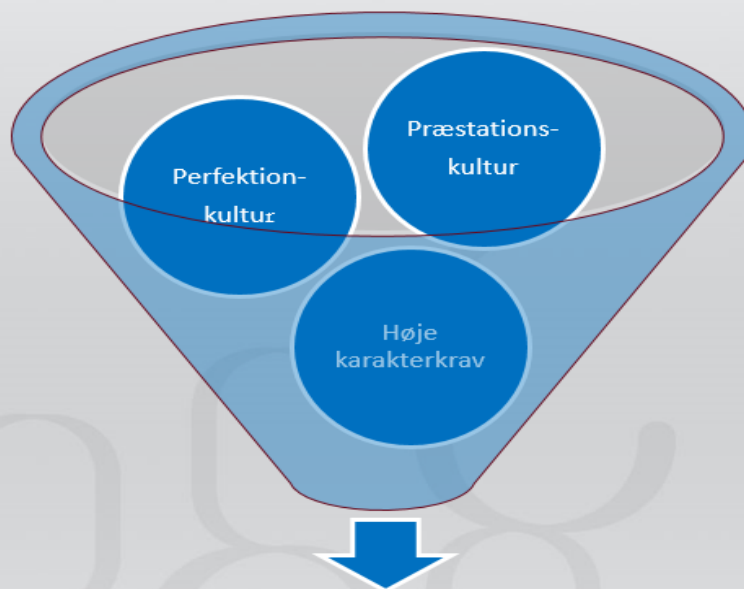 Perfektion-
kultur
Præstations-
kultur
Høje
karakterkrav